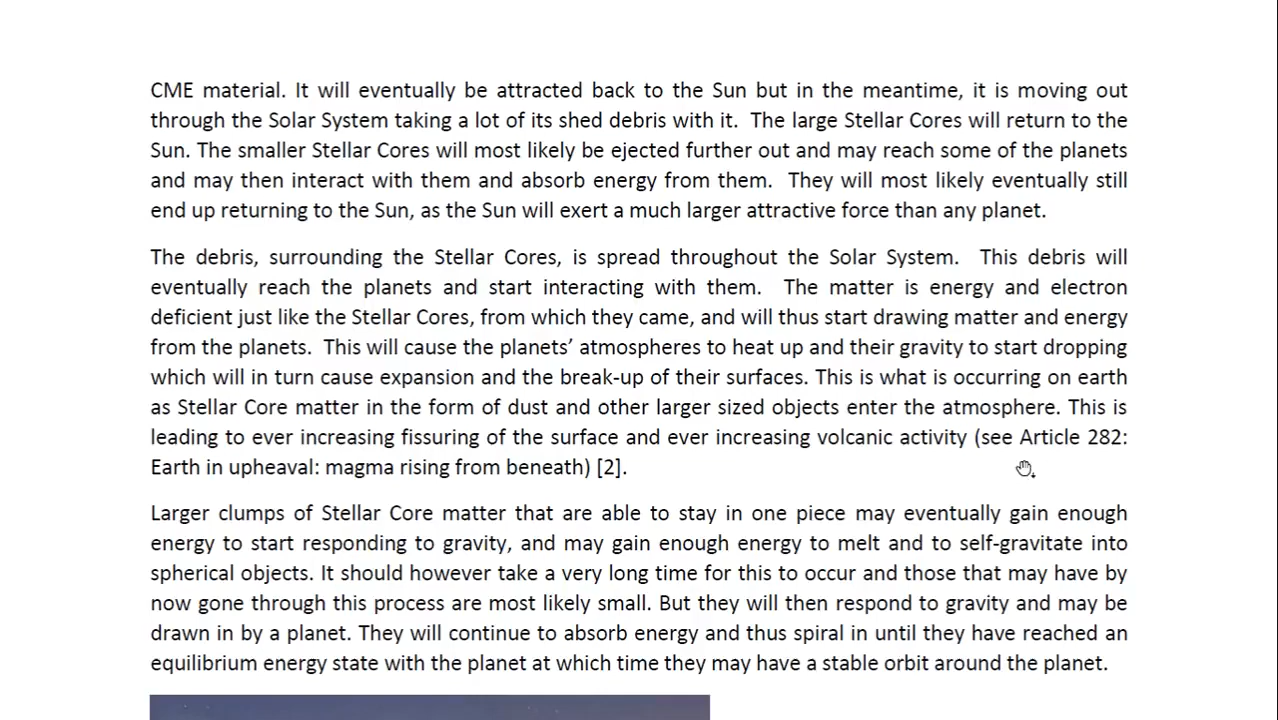 CME material. It will eventually be attracted back to the Sun but in the meantime, it is moving out
through the Solar System taking a lot of its shed debris with it.  The large Stellar Cores will return to the
Sun. The smaller Stellar Cores will most likely be ejected further out and may reach some of the planets
and may then interact with them and absorb energy from them.  They will most likely eventually still
end up returning to the Sun, as the Sun will exert a much larger attractive force than any planet.
The debris, surrounding the Stellar Cores, is spread throughout the Solar System.  This debris will
eventually reach the planets and start interacting with them.  The matter is energy and electron
deficient just like the Stellar Cores, from which they came, and will thus start drawing matter and energy
from the planets.  This will cause the planets’ atmospheres to heat up and their gravity to start dropping
which will in turn cause expansion and the break-up of their surfaces. This is what is occurring on earth
as Stellar Core matter in the form of dust and other larger sized objects enter the atmosphere. This is
leading to ever increasing fissuring of the surface and ever increasing volcanic activity (see Article 282:
Earth in upheaval: magma rising from beneath) [2].
Larger clumps of Stellar Core matter that are able to stay in one piece may eventually gain enough
energy to start responding to gravity, and may gain enough energy to melt and to self-gravitate into
spherical objects. It should however take a very long time for this to occur and those that may have by
now gone through this process are most likely small. But they will then respond to gravity and may be
drawn in by a planet. They will continue to absorb energy and thus spiral in until they have reached an
equilibrium energy state with the planet at which time they may have a stable orbit around the planet.